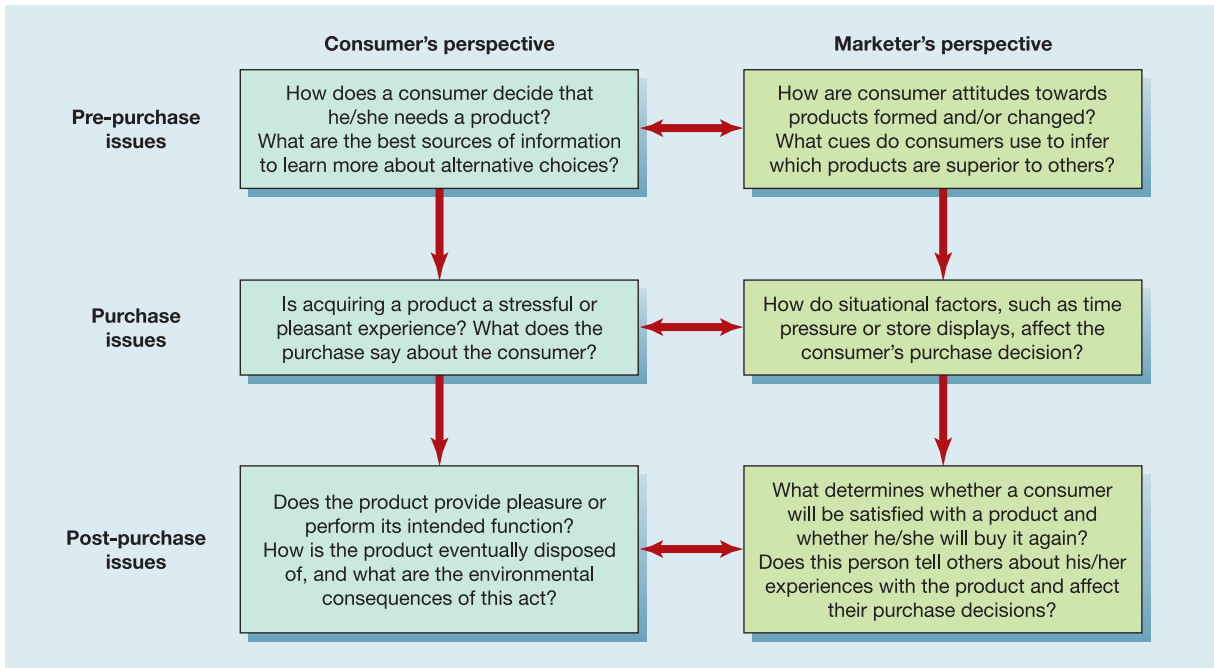 Consumer's perspective
Marketer's perspective
Pre-purchase
issues
How does a consumer decide that
he/she needs a product?
What are the best sources of information
to learn more about alternative choices?
How are consumer attitudes towards
products formed and/or changed?
What cues do consumers use to infer
which products are superior to others?
Purchase
issues
Is acquiring a product a stressful or
pleasant experience? What does the
purchase say about the consumer?
How do situational factors, such as time
pressure or store displays, affect the
consumer's purchase decision?
Post-purchase
issues
Does the product provide pleasure or
perform its intended function?
How is the product eventually disposed
of, and what are the environmental
consequences of this act?
What determines whether a consumer
will be satisfied with a product and
whether he/she will buy it again?
Does this person tell others about his/her
experiences with the product and affect
their purchase decisions?